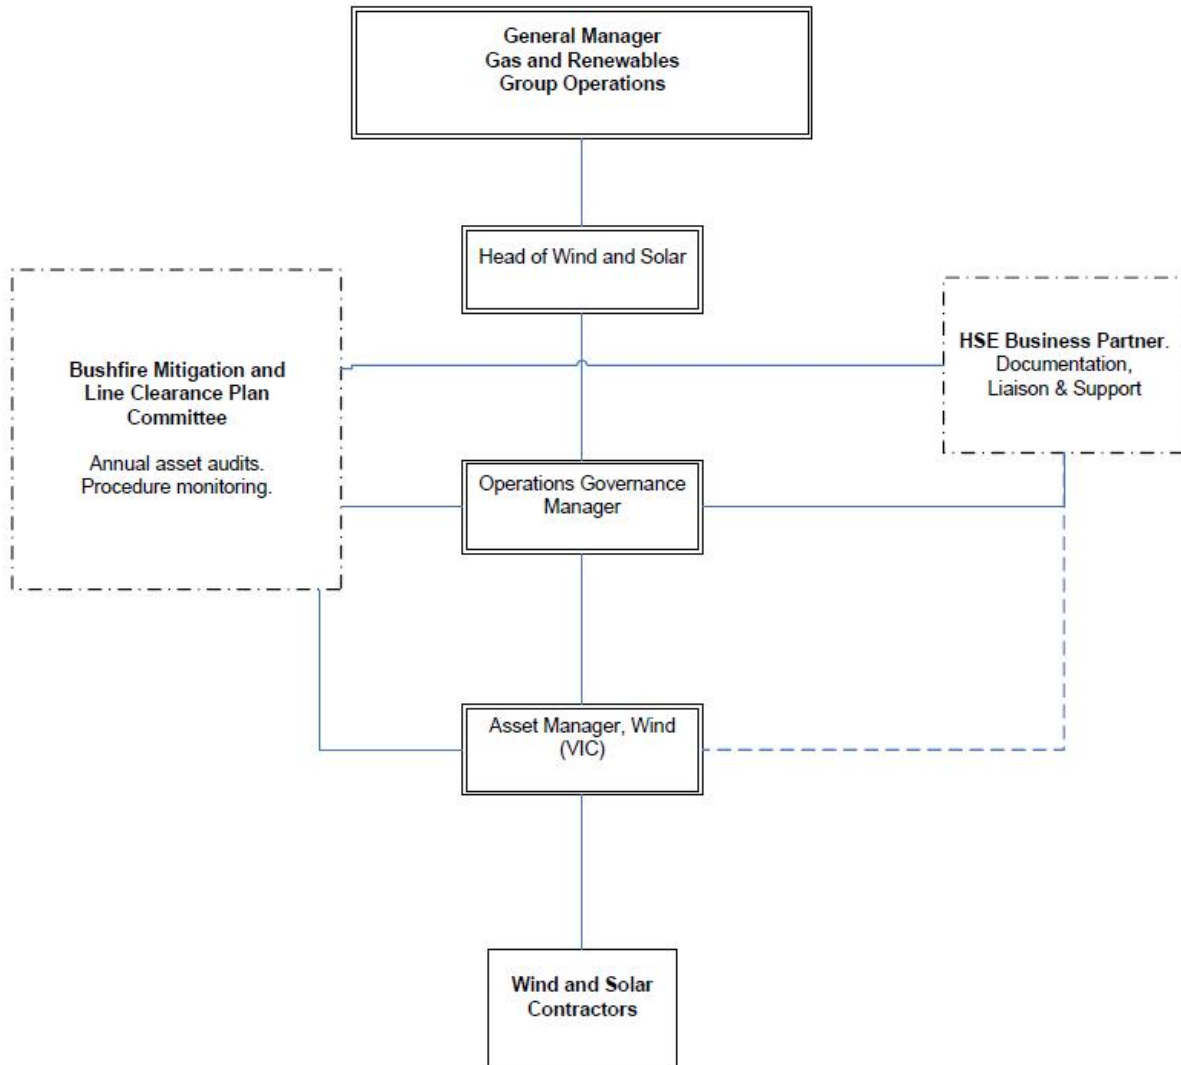 General Manager
Gas and Renewables
Group Operations
Head of Wind and Solar
Bushfire Mitigation and
Line Clearance Plan
Committee
Annual asset audits.
Procedure monitoring.
HSE Business Partner.
Documentation,
Liaison & Support
Operations Governance
Manager
Asset Manager, Wind
(VIC)
Wind and Solar
Contractors